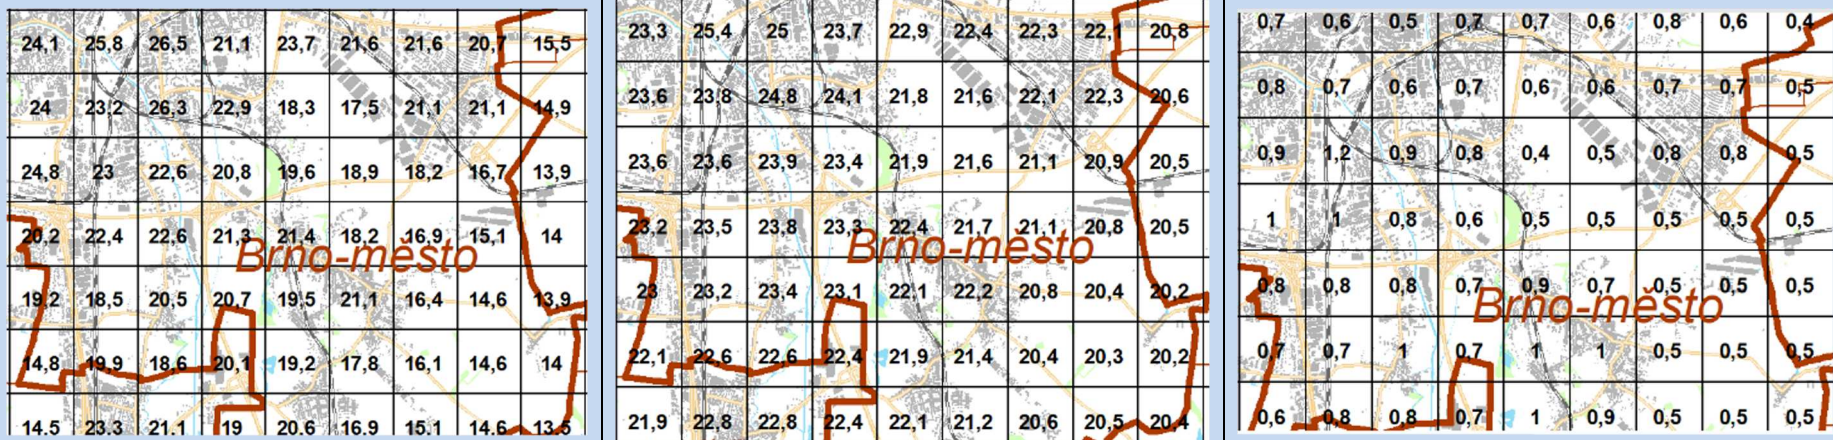 24,1 25,8 26,5 21,1 23,7 21,6 21,6 20,7 15,5
24 23,2 26,3 22,9 18,3 17,5 21,1 21,1 14,9
24,8 23 22,6 20,8 19,6 18,9 18,2 16,7 13,9
20,2 22,4 22,6 21,3 21,4 18,2 16,9 15,1 14
Brno-město
19,2 18,5 20,5 20,7 19,5 21,1 16,4 14,6 13,9
14,8 19,9 18,6 20,1 19,2 17,8 16,1 14,6 14
14,5 23,3 21,1 19 20,6 16,9 15,1 14,6 13,5
23,3 25,4 25 23,7 22,9 22,4 22,3 22,1 20,8
23,6 23,8 24,8 24,1 21,8 21,6 22,1 22,3 20,6
23,6 23,6 23,9 23,4 21,9 21,6 21,1 20,9 20,5
23,2 23,5 23,8 23,3 22,4 21,7 21,1 20,8 20,5
Brno-město
23 23,2 23,4 23,1 22,1 22,2 20,8 20,4 20,2
22,1 22,6 22,6 22,4 21,9 21,4 20,4 20,3 20,2
21,9 22,8 22,8 22,4 22,1 21,2 20,6 20,5 20,4
0,7 0,6 0,5 0,7 0,7 0,6 0,8 0,6 0,4
0,8 0,7 0,6 0,7 0,6 0,6 0,7 0,7 0,5
0,9 1,2 0,9 0,8 0,4 0,5 0,8 0,8 0,5
1 1 0,8 0,6 0,5 0,5 0,5 0,5 0,5
0,8 0,8 0,8 0,7 0,9 0,7 0,5 0,5 0,5
Brno-město
0,7 0,7 1 0,7 1 1 0,5 0,5 0,5
0,6 0,8 0,8 0,7 1 0,9 0,5 0,5 0,5